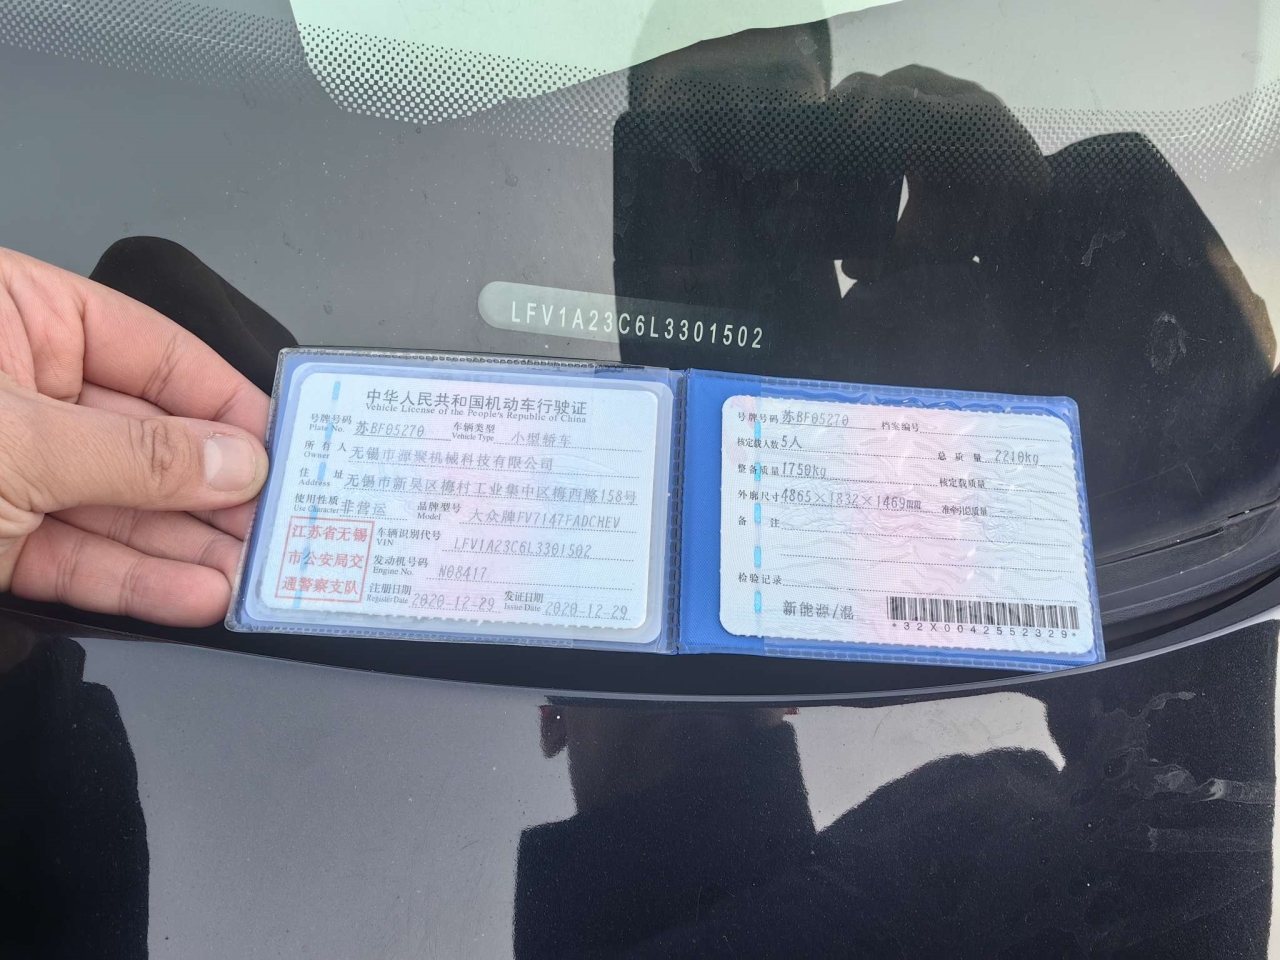 LFV1A23C6L3301502
中华人民共和国机动车行驶证
Vehicle License of the People's Republic of China
号牌号码 苏BF05270 车辆类型 小型轿车
Plate No. Vehicle Type
所有人 无锡市源聚机械科技有限公司
Owner
住址 无锡市新吴区梅村工业集中区梅西路158号
Address
使用性质 非营运 品牌型号 大众牌FV7147FADCHEV
Use Character Model
江苏省无锡
市公安局交
通警察支队
车辆识别代号 LFV1A23C6L3301502
VIN
发动机号码 N08417
Engine No.
注册日期 2020-12-29 发证日期 2020-12-29
Register Date Issue Date
号牌号码 苏BF05270 档案编号
核定载人数 5人 总质量 2210kg
整备质量 1750kg 核定载质量
外廓尺寸 4865×1832×1469mm 准牵引总质量
备注
检验记录
新能源/混
*32X0042552329*